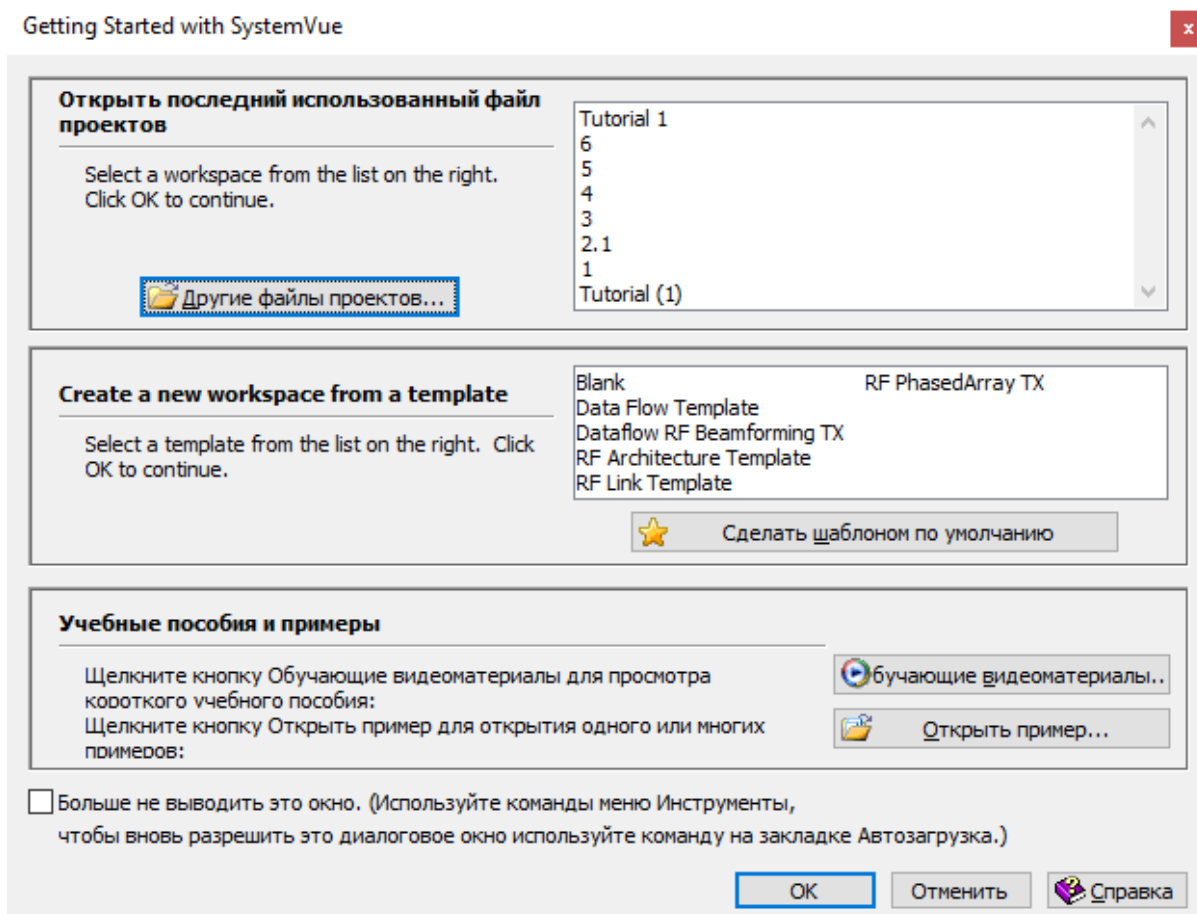 Getting Started with SystemVue
x
Открыть последний использованный файл
проектов
Select a workspace from the list on the right.
Click OK to continue.
Другие файлы проектов...
Tutorial 1
6
5
4
3
2.1
1
Tutorial (1)
Create a new workspace from a template
Select a template from the list on the right. Click
OK to continue.
Blank
Data Flow Template
Dataflow RF Beamforming TX
RF Architecture Template
RF Link Template
RF PhasedArray TX
Сделать шаблоном по умолчанию
Учебные пособия и примеры
Щелкните кнопку Обучающие видеоматериалы для просмотра
короткого учебного пособия:
Щелкните кнопку Открыть пример для открытия одного или многих
примеров:
бучающие видеоматериалы..
Открыть пример...
Больше не выводить это окно. (Используйте команды меню Инструменты,
чтобы вновь разрешить это диалоговое окно используйте команду на закладке Автозагрузка.)
OK
Отменить
Справка